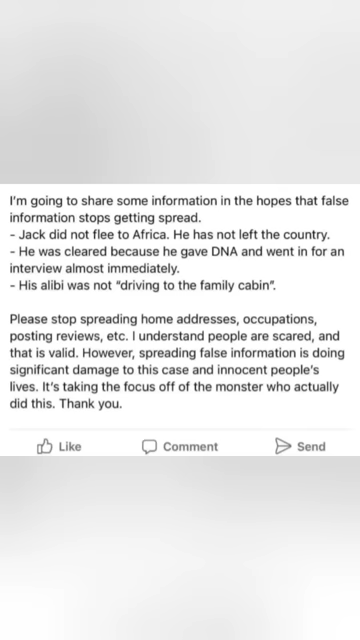 I'm going to share some information in the hopes that false
information stops getting spread.
- Jack did not flee to Africa. He has not left the country.
- He was cleared because he gave DNA and went in for an
interview almost immediately.
- His alibi was not “driving to the family cabin”.
Please stop spreading home addresses, occupations,
posting reviews, etc. I understand people are scared, and
that is valid. However, spreading false information is doing
significant damage to this case and innocent people's
lives. It's taking the focus off of the monster who actually
did this. Thank you.
Like Comment Send